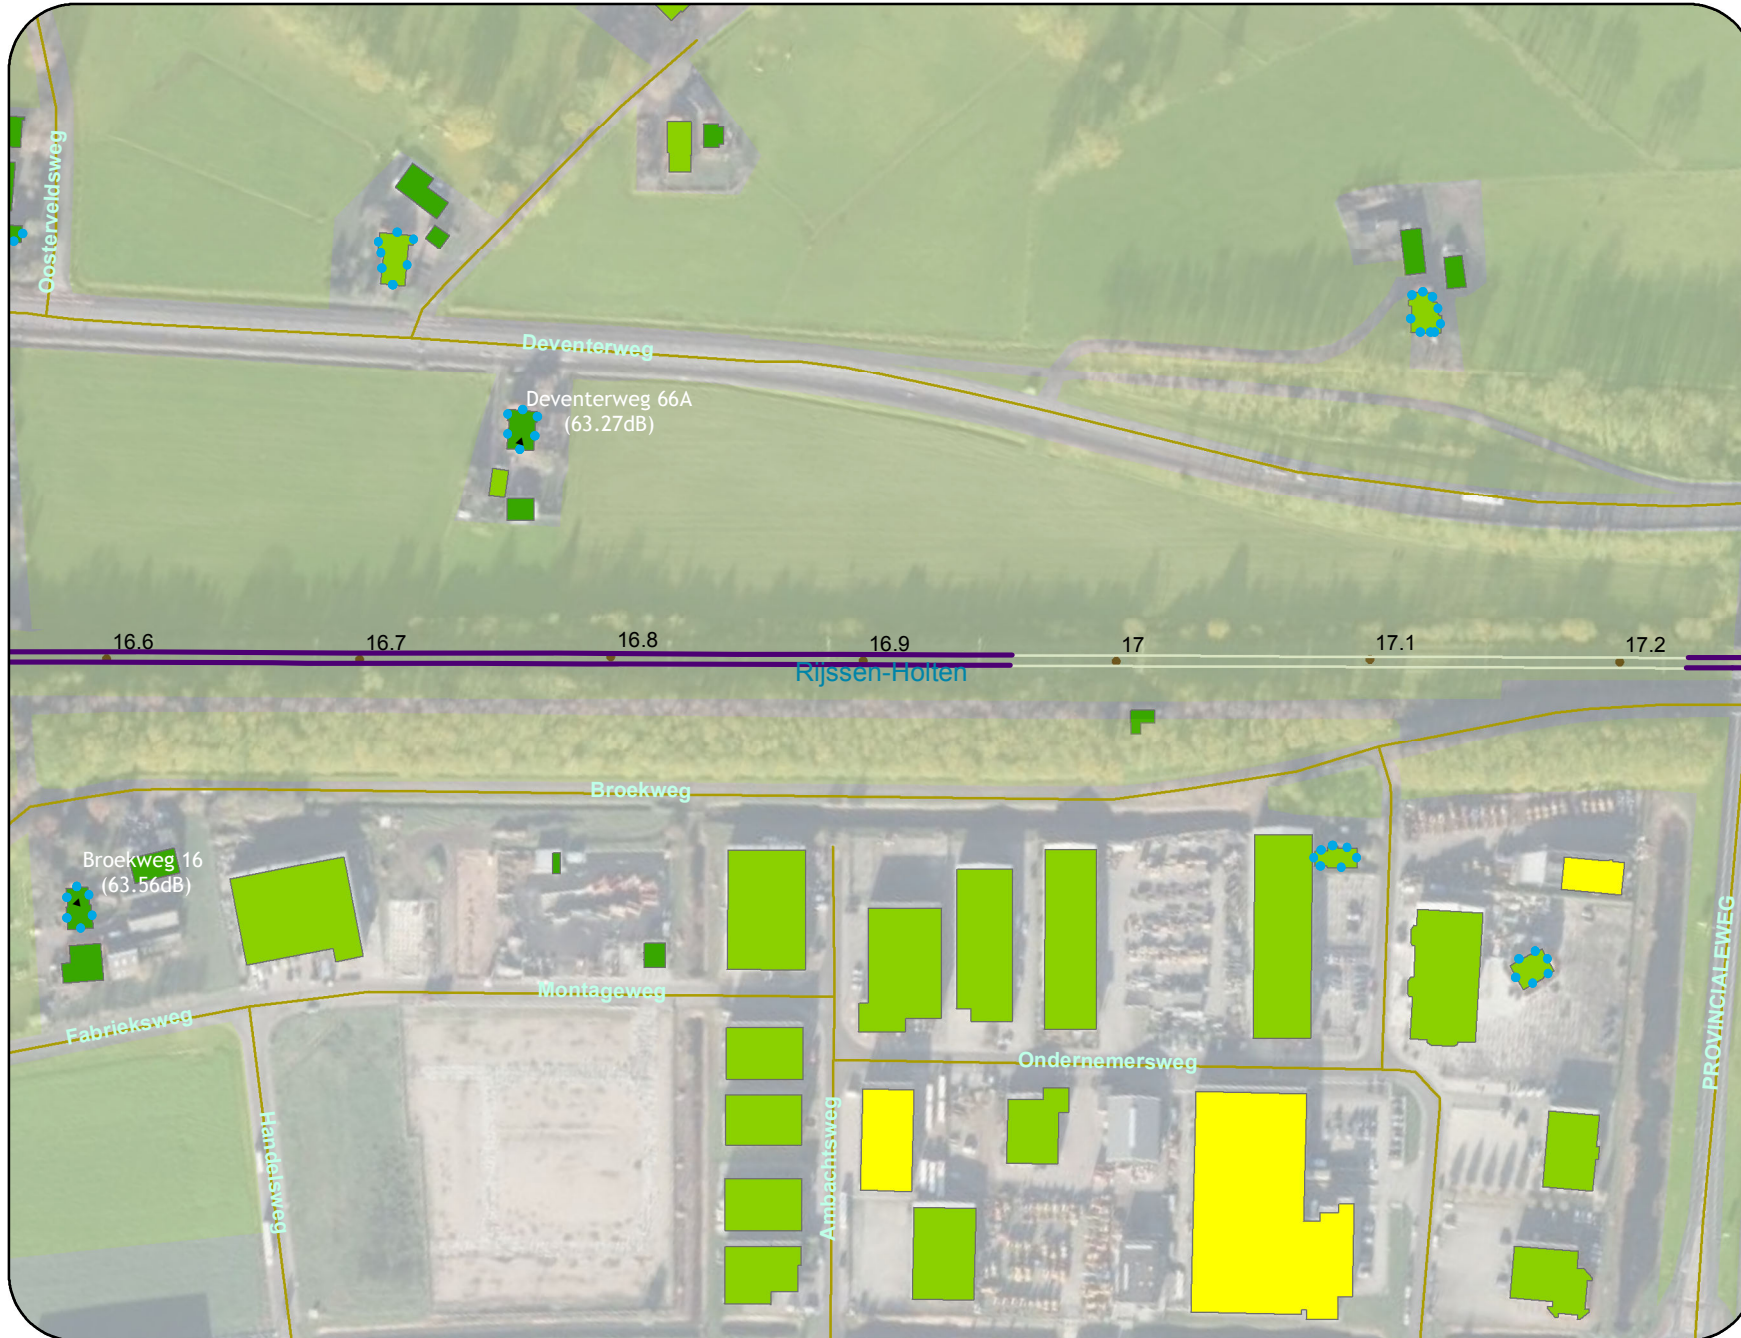 Oosterveldsweg
Deventerweg
Deventerweg 66A
(63.27dB)
16.6
16.7
16.8
16.9
17
17.1
17.2
Rijssen-Holten
Broekweg
Broekweg 16
(63.56dB)
Montageweg
Fabrieksweg
Handelsweg
Ambachtsweg
Ondernemersweg
PROVINCIALEWEG